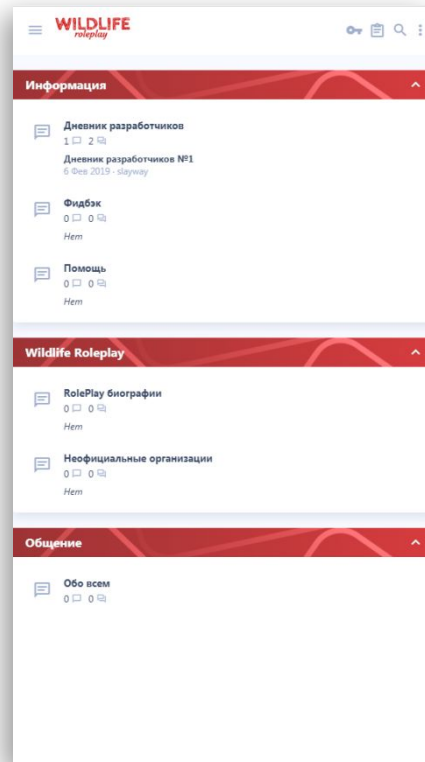 WILDLIFE
roleplay
Информация
Дневник разработчиков
1 2
Дневник разработчиков №1
6 Фев 2019 - slayway
Фидбэк
0 0
Нет
Помощь
0 0
Нет
Wildlife Roleplay
RolePlay биографии
0 0
Нет
Неофициальные организации
0 0
Нет
Общение
Обо всем
0 0